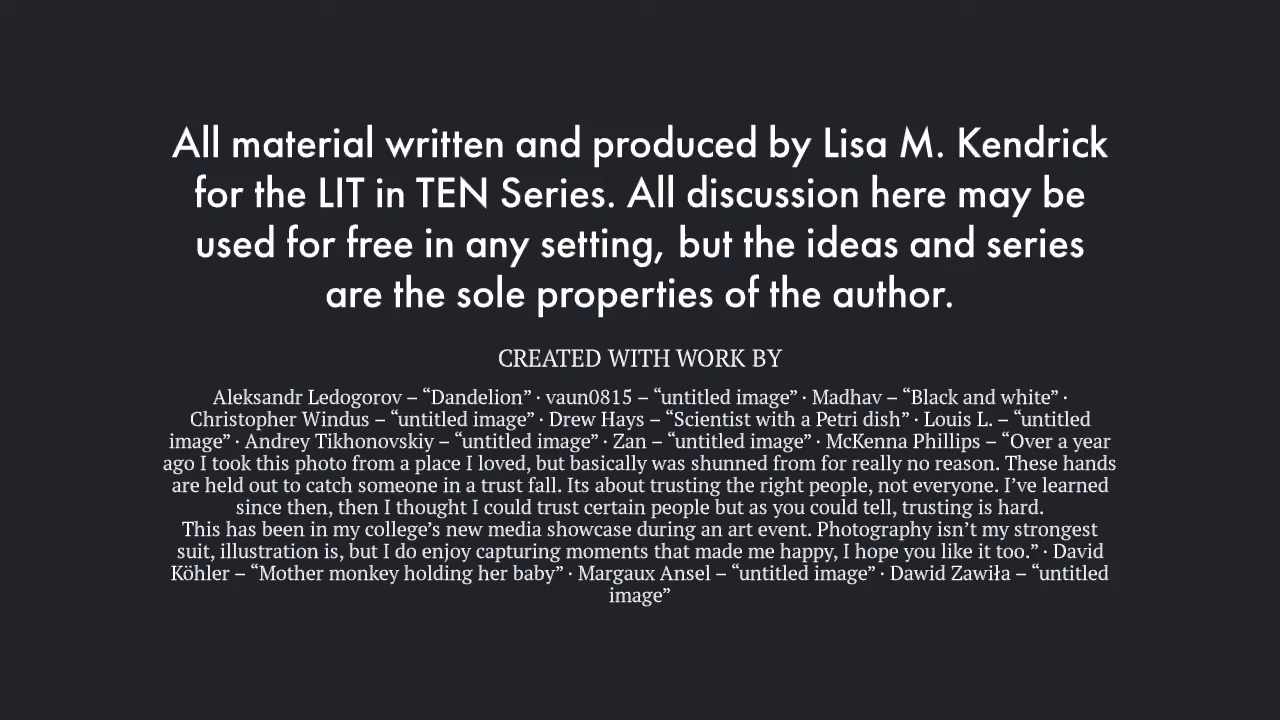 All material written and produced by Lisa M. Kendrick
for the LIT in TEN Series. All discussion here may be
used for free in any setting, but the ideas and series
are the sole properties of the author.
CREATED WITH WORK BY
Aleksandr Ledogorov – “Dandelion” · vaun0815 – “untitled image” · Madhav – “Black and white” ·
Christopher Windus – “untitled image” · Drew Hays – “Scientist with a Petri dish” · Louis L. – “untitled
image” · Andrey Tikhonovskiy – “untitled image” · Zan – “untitled image” · McKenna Phillips – “Over a year
ago I took this photo from a place I loved, but basically was shunned from for really no reason. These hands
are held out to catch someone in a trust fall. Its about trusting the right people, not everyone. I’ve learned
since then, then I thought I could trust certain people but as you could tell, trusting is hard.
This has been in my college’s new media showcase during an art event. Photography isn’t my strongest
suit, illustration is, but I do enjoy capturing moments that made me happy, I hope you like it too.” · David
Köhler – “Mother monkey holding her baby” · Margaux Ansel – “untitled image” · Dawid Zawiła – “untitled
image”